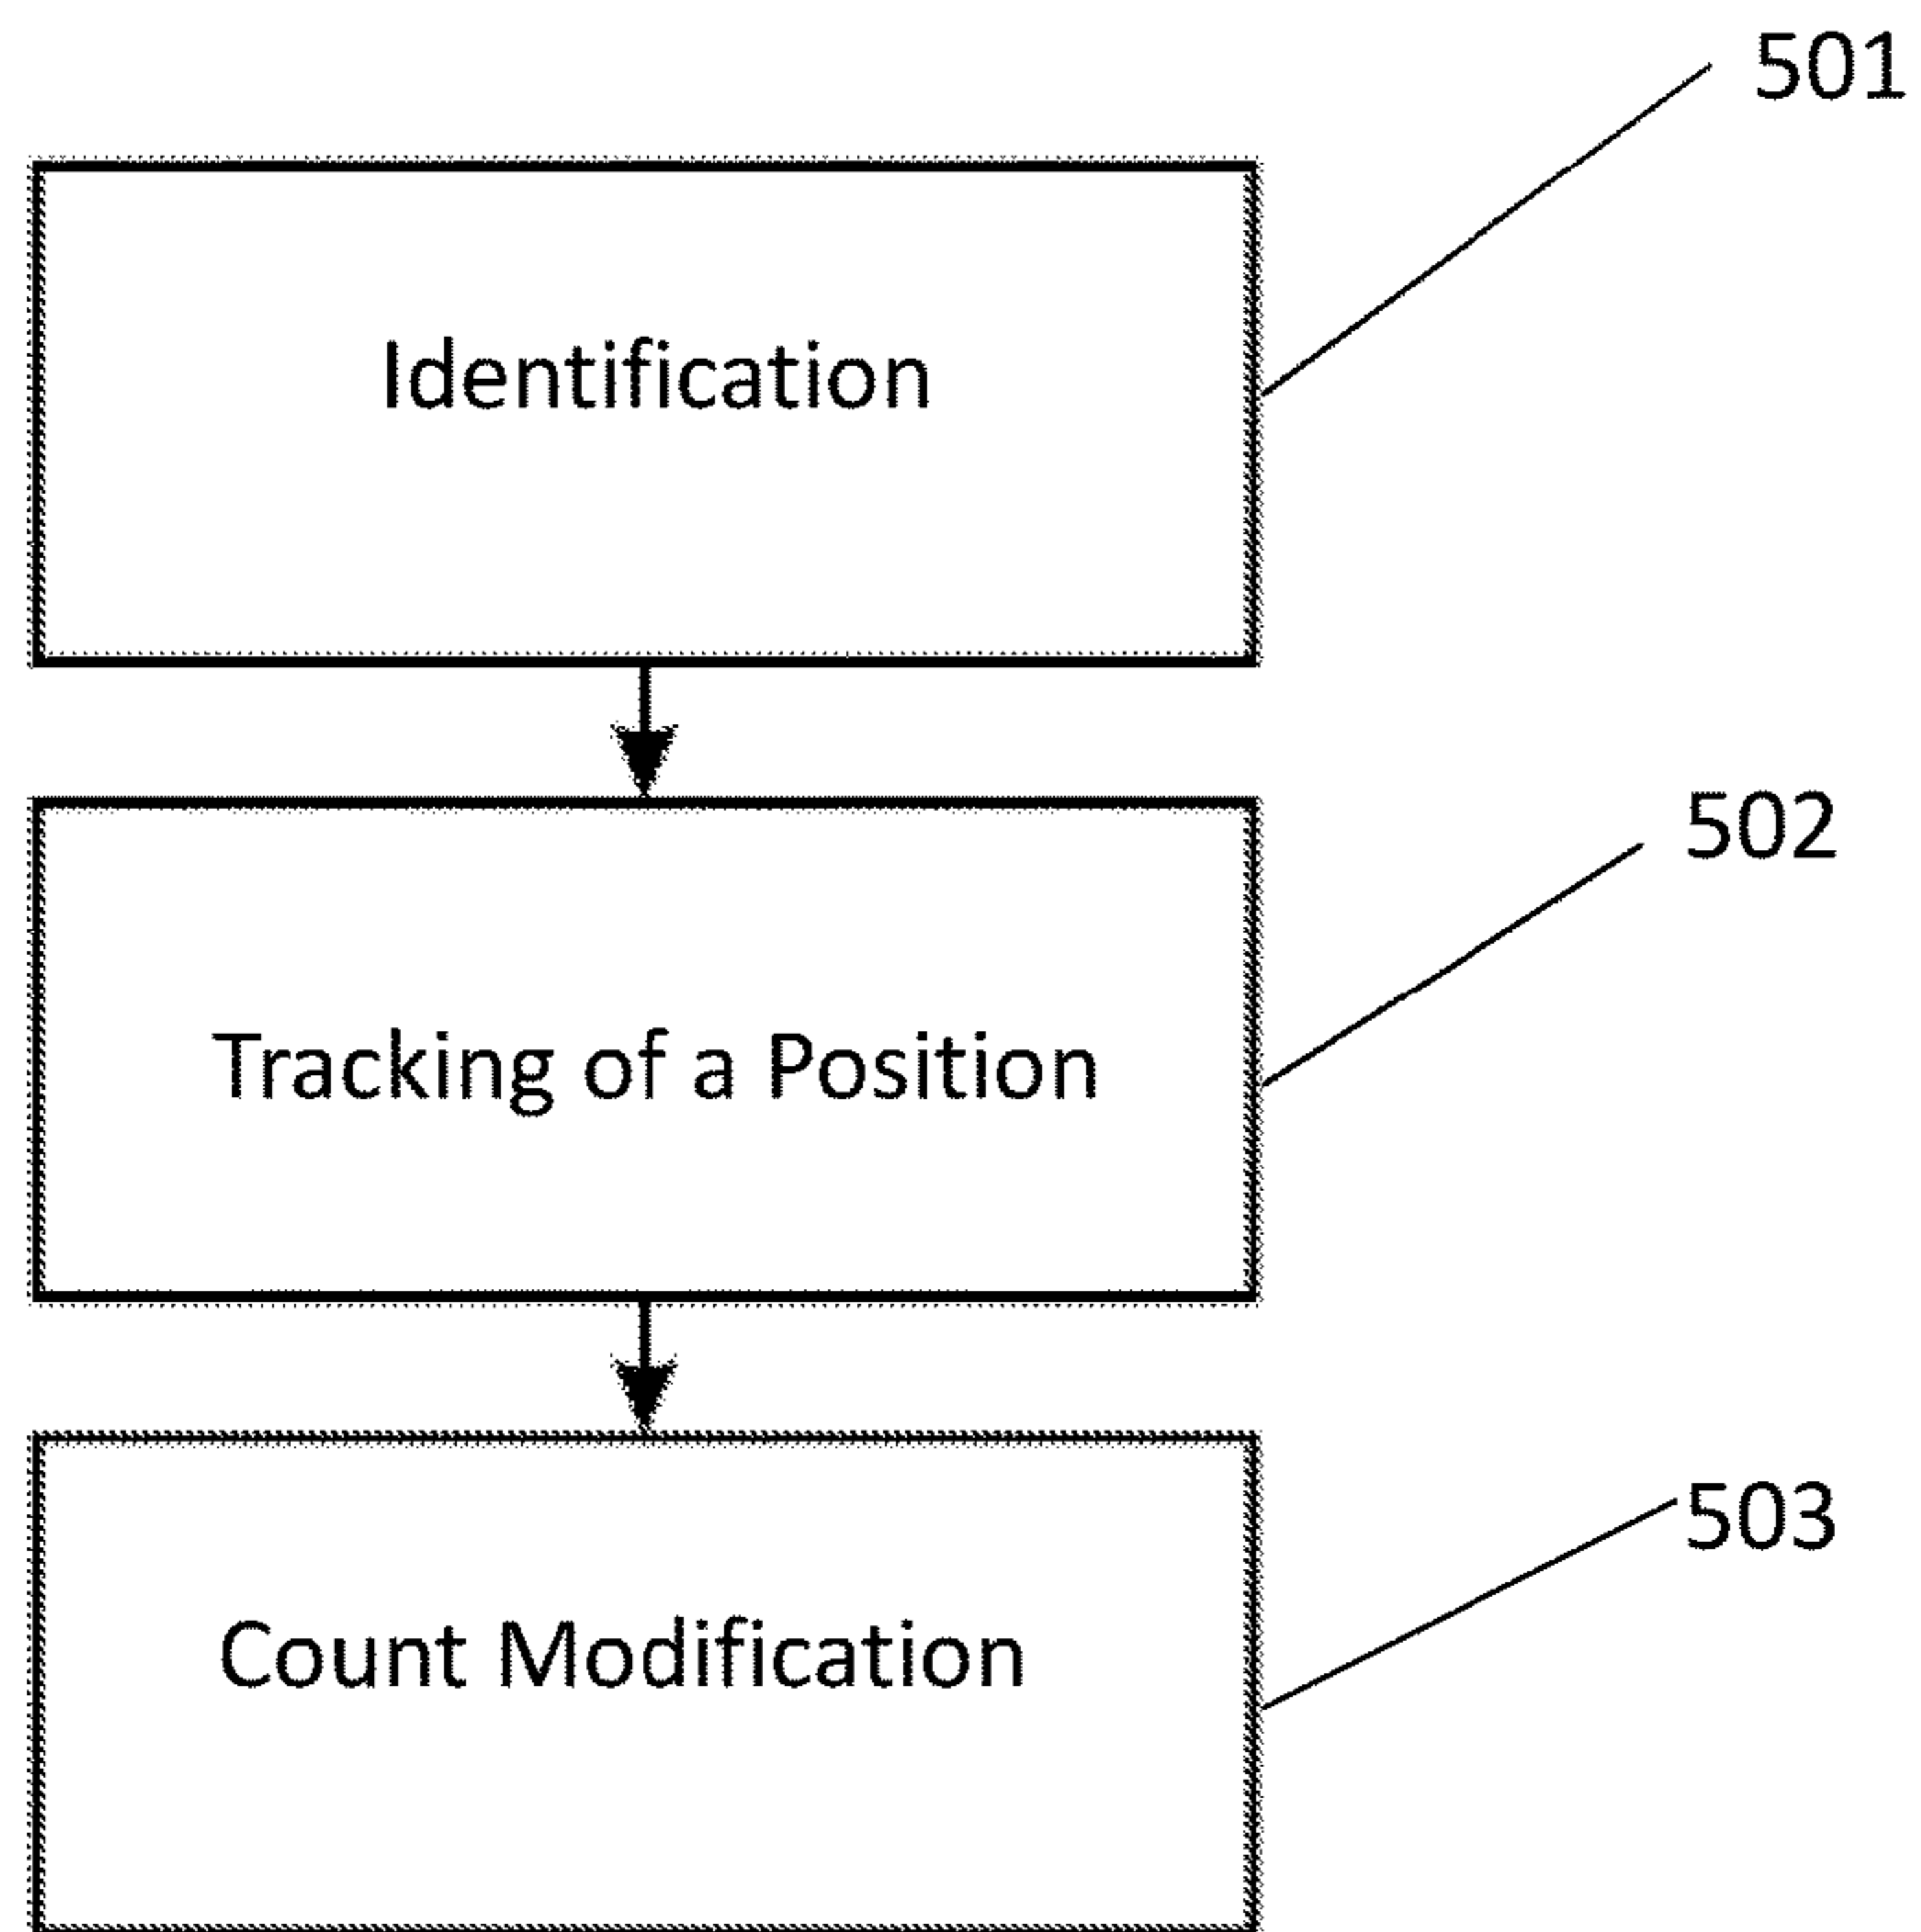 501
Identification
502
Tracking of a Position
503
Count Modification